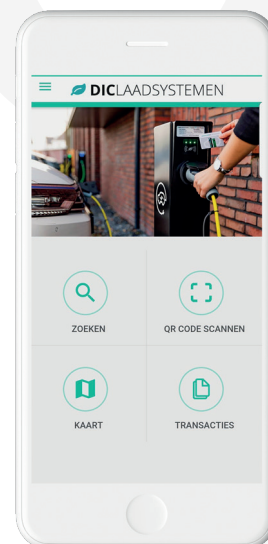 DICLAADSYSTEMEN
ZOEKEN
QR CODE SCANNEN
KAART
TRANSACTIES